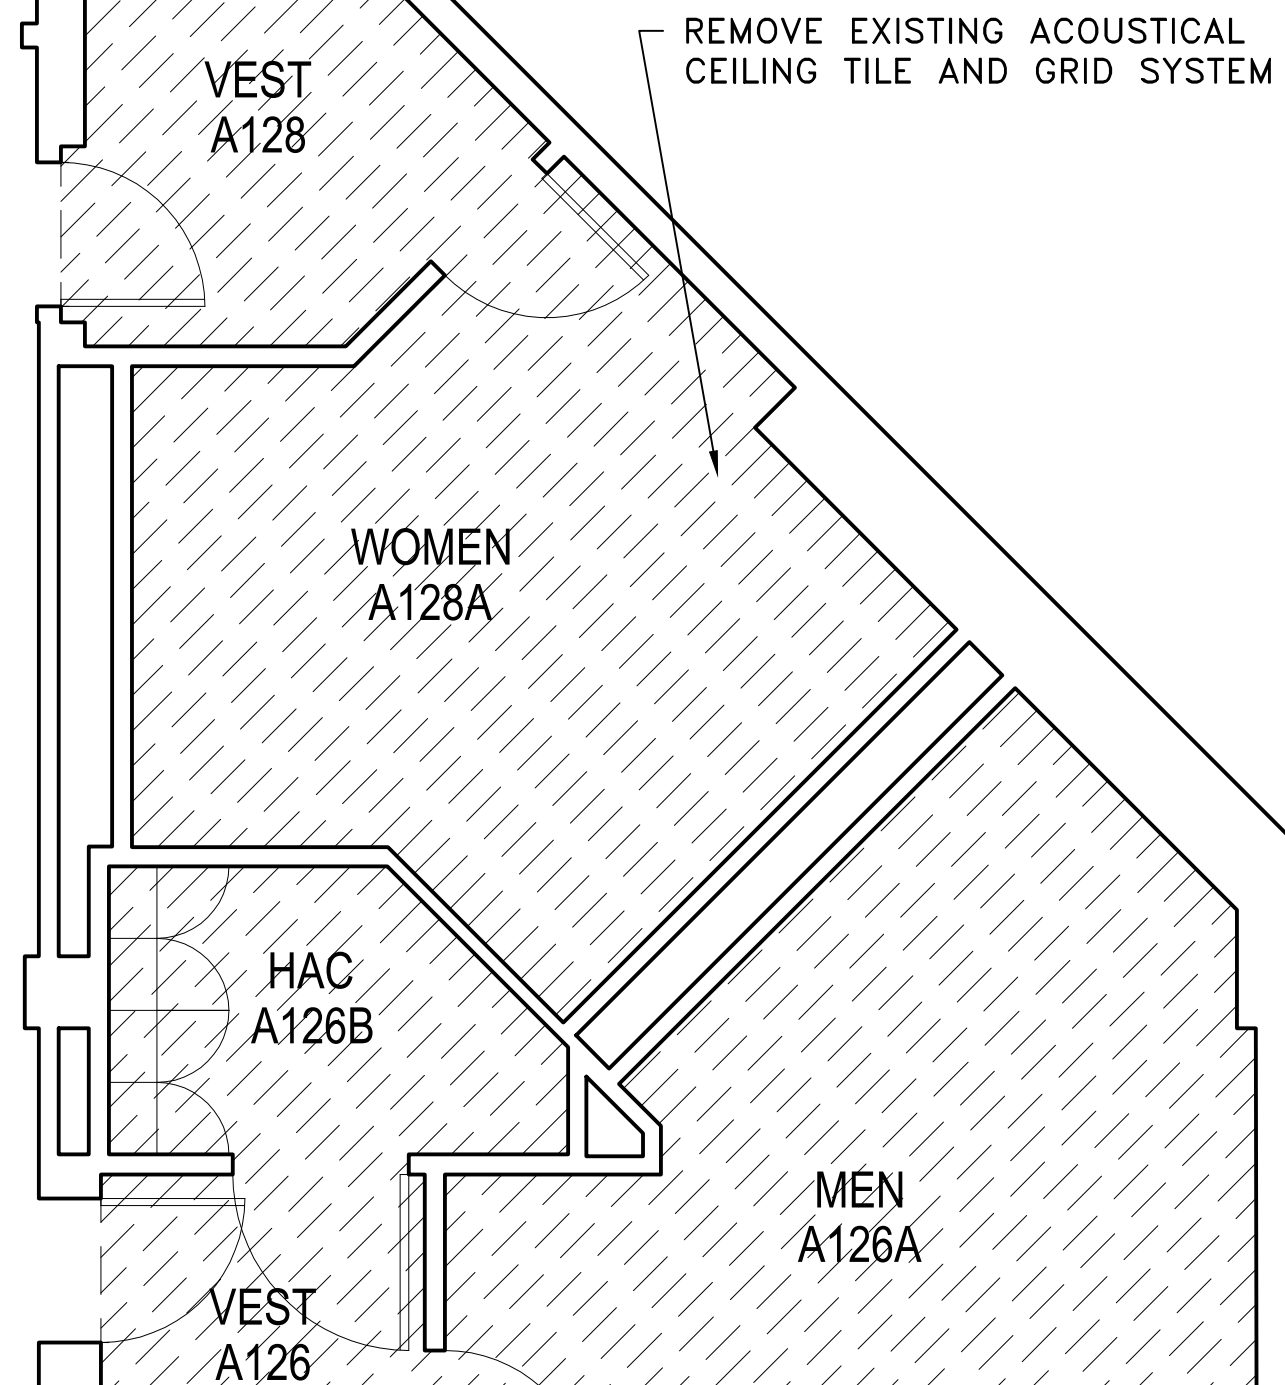 REMOVE EXISTING ACOUSTICAL
CEILING TILE AND GRID SYSTEM
VEST
A128
WOMEN
A128A
HAC
A126B
MEN
A126A
VEST
A126